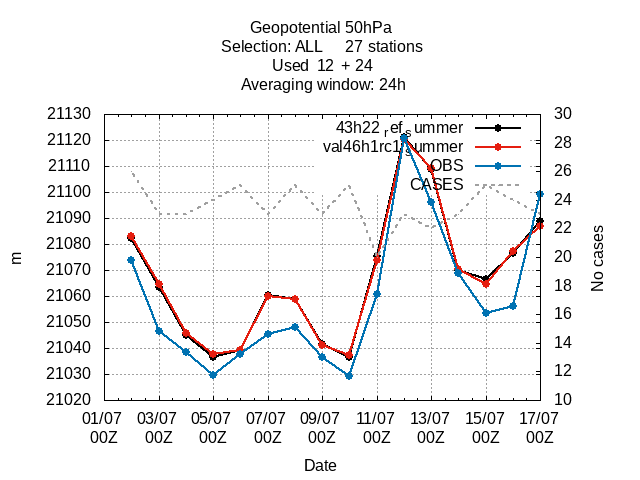 Geopotential 50hPa
Selection: ALL 27 stations
Used 12 + 24
Averaging window: 24h
43h22_ref_summer
val46h1rc1_summer
OBS
CASES
21130
21120
21110
21100
21090
21080
21070
21060
21050
21040
21030
21020
m
30
28
26
24
22
20
18
16
14
12
10
No cases
01/07 03/07 05/07 07/07 09/07 11/07 13/07 15/07 17/07
00Z 00Z 00Z 00Z 00Z 00Z 00Z 00Z 00Z
Date